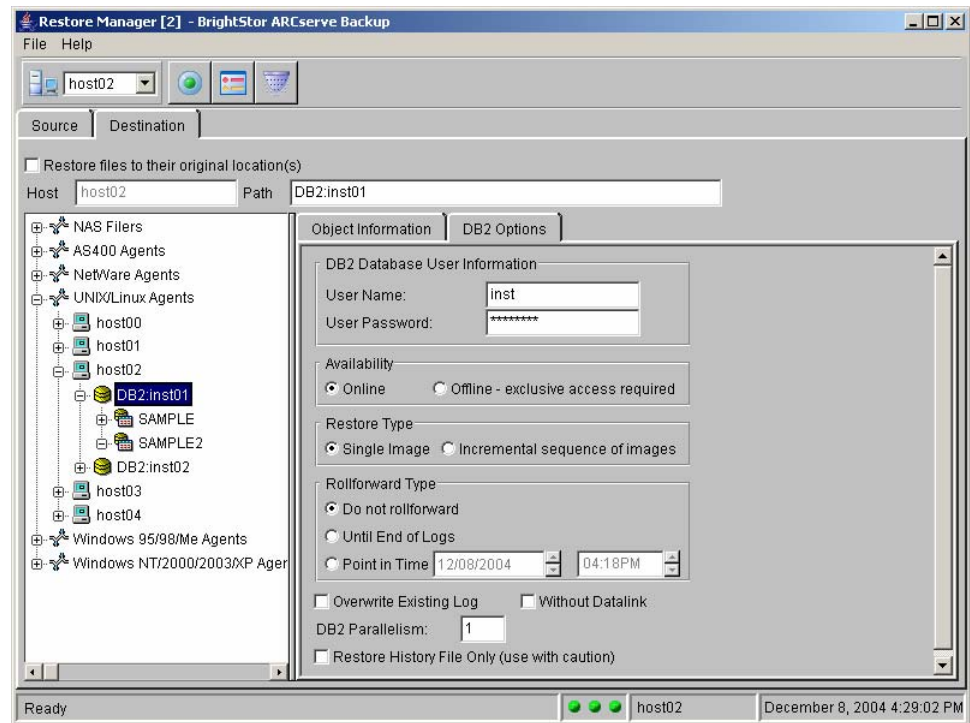 Restore Manager [2] - BrightStor ARCserve Backup
File Help
host02
Source Destination
Restore files to their original location(s)
Host host02 Path DB2:inst01
NAS Filers
AS400 Agents
NetWare Agents
UNIX/Linux Agents
host00
host01
host02
DB2:inst01
SAMPLE
SAMPLE2
DB2:inst02
host03
host04
Windows 95/98/Me Agents
Windows NT/2000/2003/XP Ager
Object Information DB2 Options
DB2 Database User Information
User Name: inst
User Password: ********
Availability
Online Offline - exclusive access required
Restore Type
Single Image Incremental sequence of images
Rollforward Type
Do not rollforward
Until End of Logs
Point in Time 12/08/2004 04:18PM
Overwrite Existing Log Without Datalink
DB2 Parallelism: 1
Restore History File Only (use with caution)
Ready host02 December 8, 2004 4:29:02 PM